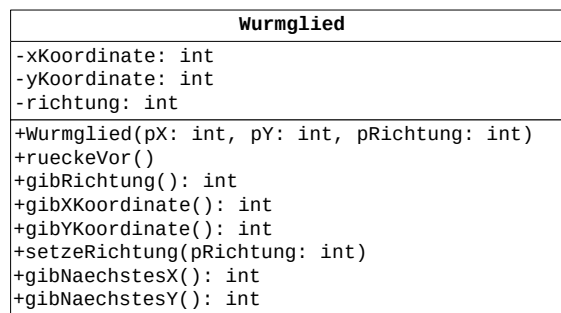 Wurmglied
-xKoordinate: int
-yKoordinate: int
-richtung: int
+Wurmglied(pX: int, pY: int, pRichtung: int)
+rueckeVor()
+gibRichtung(): int
+gibXKoordinate(): int
+gibYKoordinate(): int
+setzeRichtung(pRichtung: int)
+gibNaechstesX(): int
+gibNaechstesY(): int